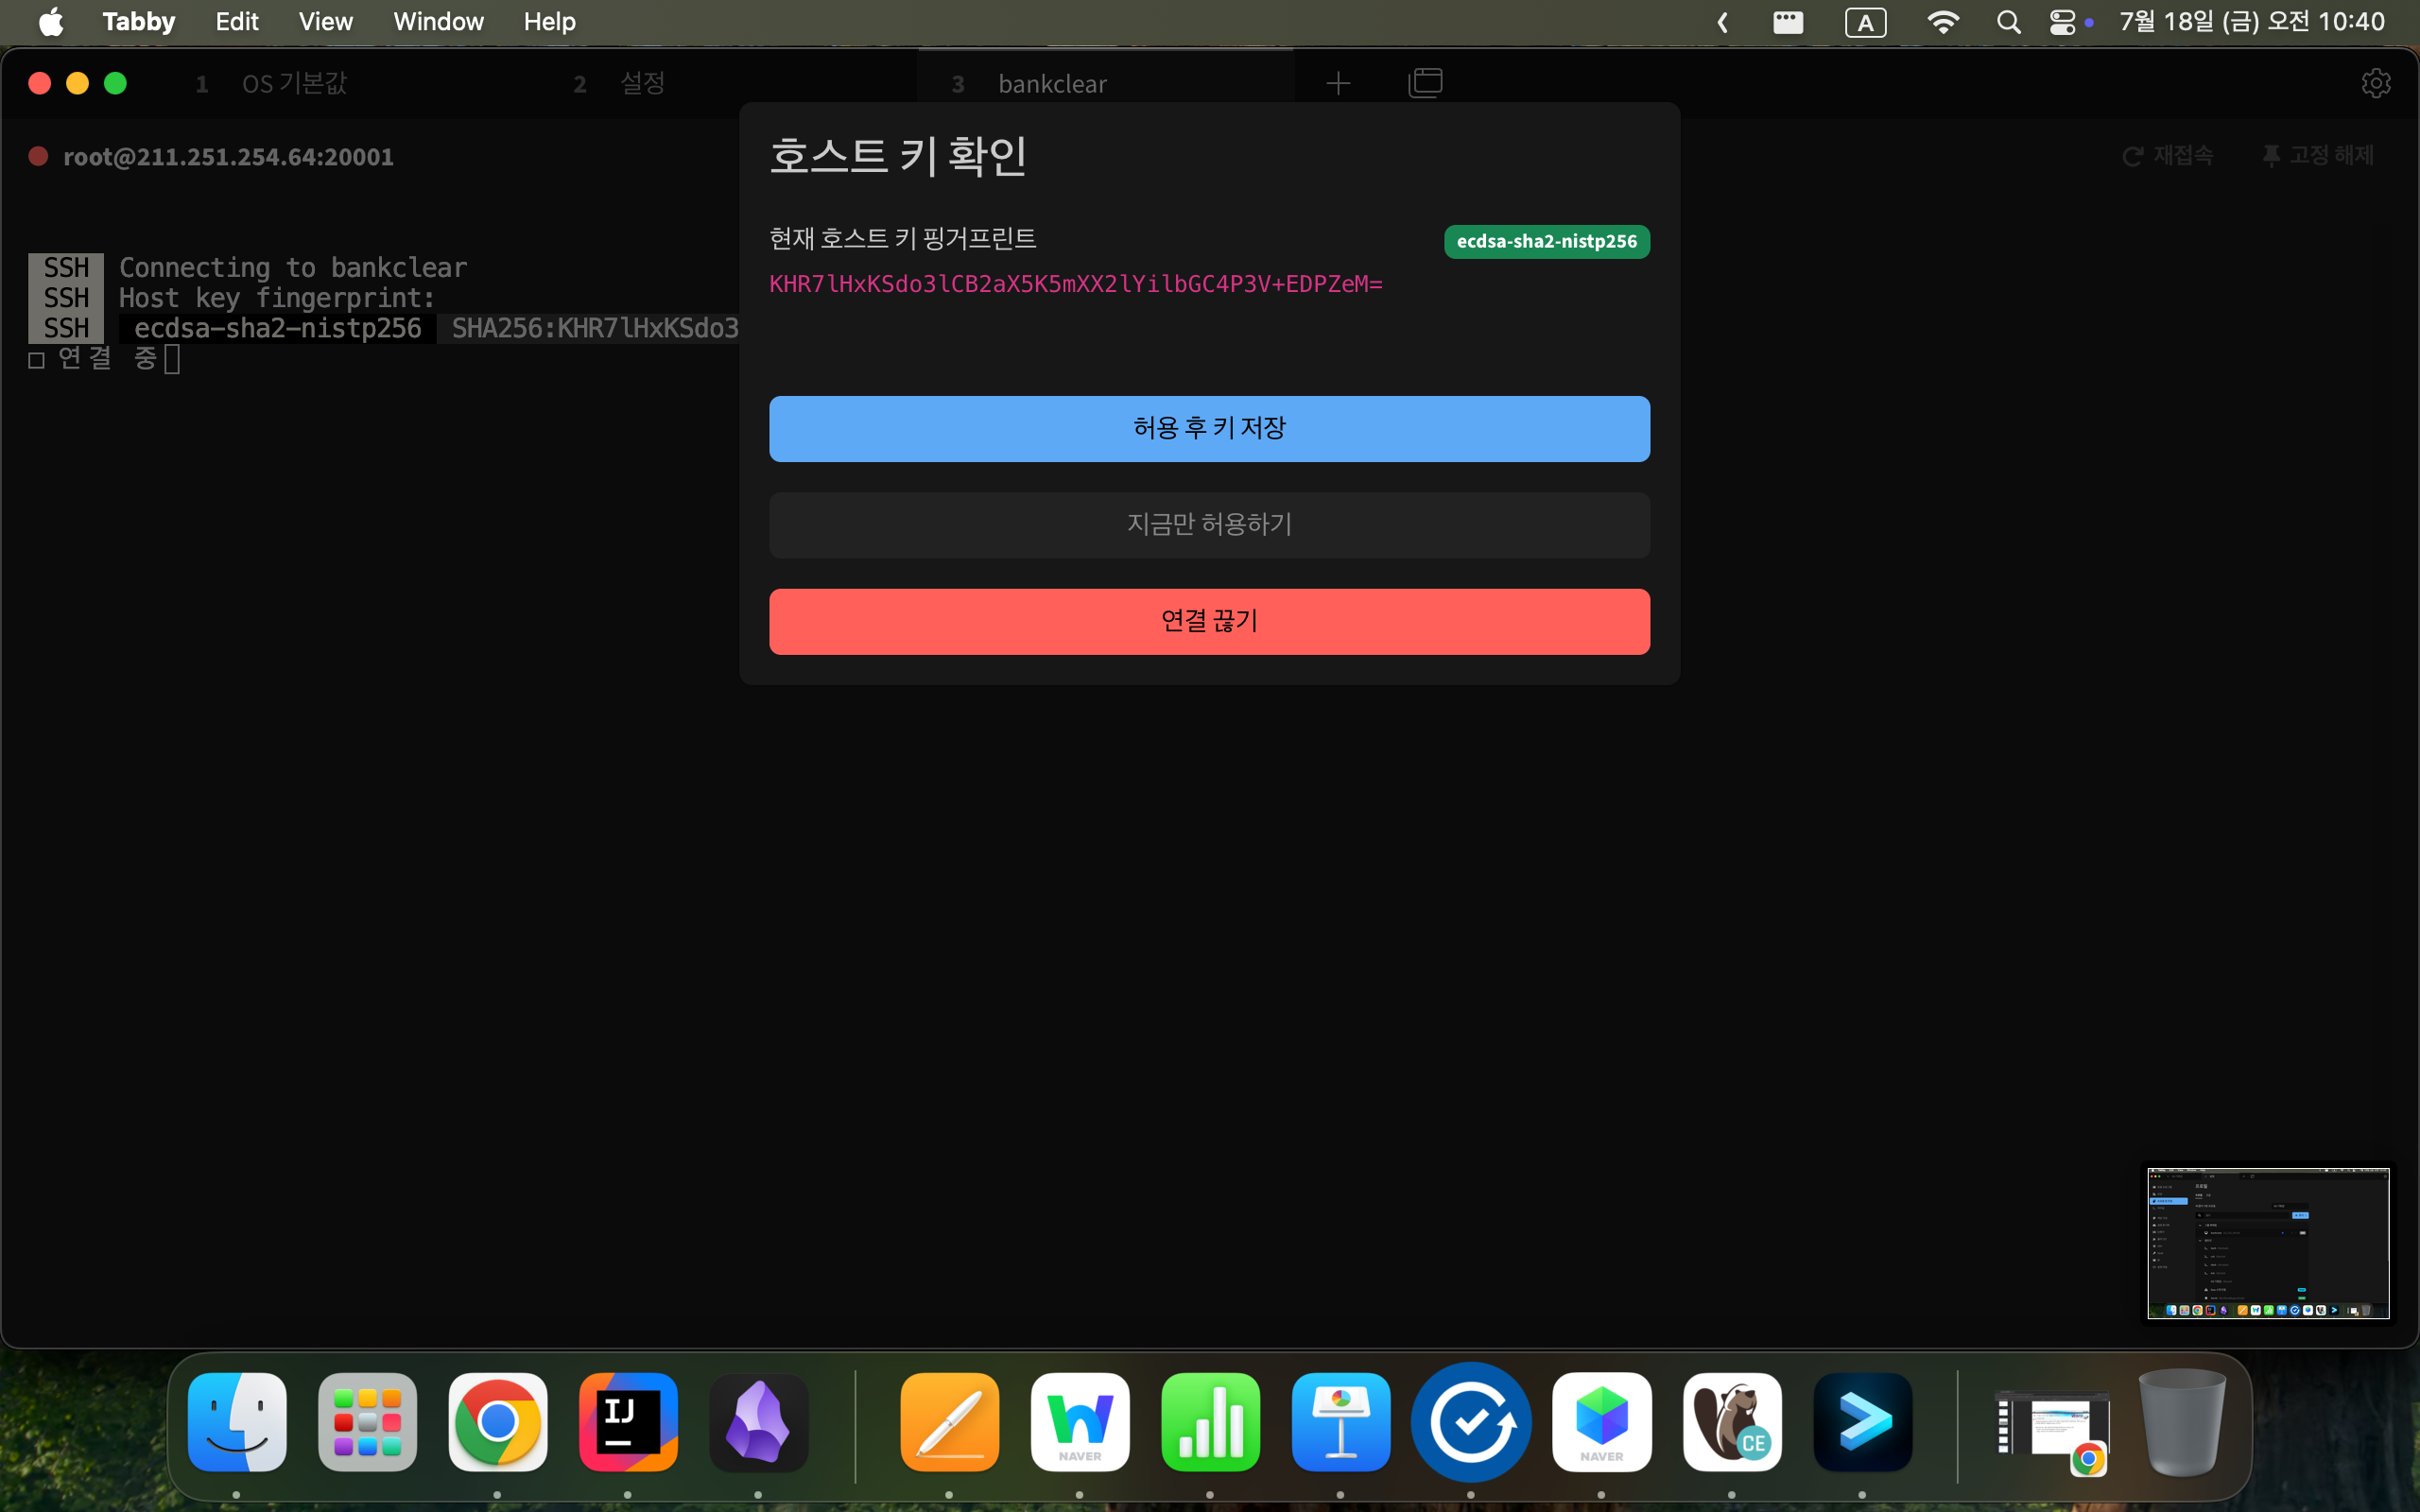 Tabby Edit View Window Help
A
7월 18일 (금) 오전 10:40
1 OS 기본값 2 설정 3 bankclear
root@211.251.254.64:20001
재접속 고정 해제
호스트 키 확인
현재 호스트 키 핑거프린트 ecdsa-sha2-nistp256
KHR7lHxKSdo3lCB2aX5K5mXX2lYilbGC4P3V+EDPZeM=
허용 후 키 저장
지금만 허용하기
연결 끊기
SSH Connecting to bankclear
SSH Host key fingerprint:
SSH ecdsa-sha2-nistp256 SHA256:KHR7lHxKSdo3
연결 중
IJ
NAVER
NAVER
CE